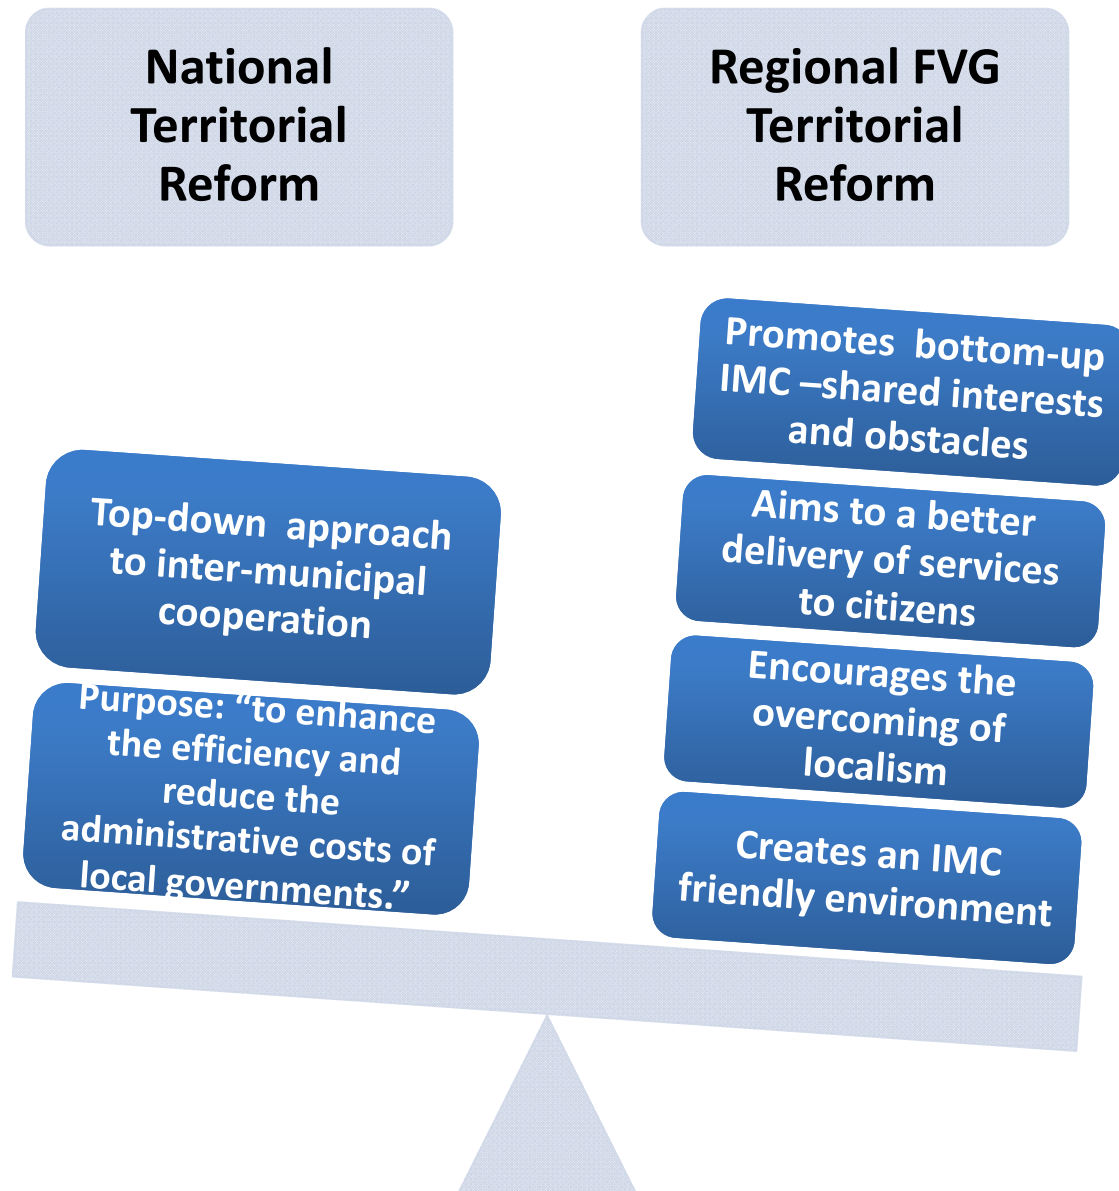 National
Territorial
Reform
Regional FVG
Territorial
Reform
Top-down approach
to inter-municipal
cooperation
Purpose: “to enhance
the efficiency and
reduce the
administrative costs of
local governments.”
Promotes bottom-up
IMC –shared interests
and obstacles
Aims to a better
delivery of services
to citizens
Encourages the
overcoming of
localism
Creates an IMC
friendly environment